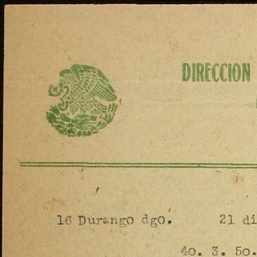 DIRECCION
16 Durango dgo. 21 di
4o. 3. 5o.